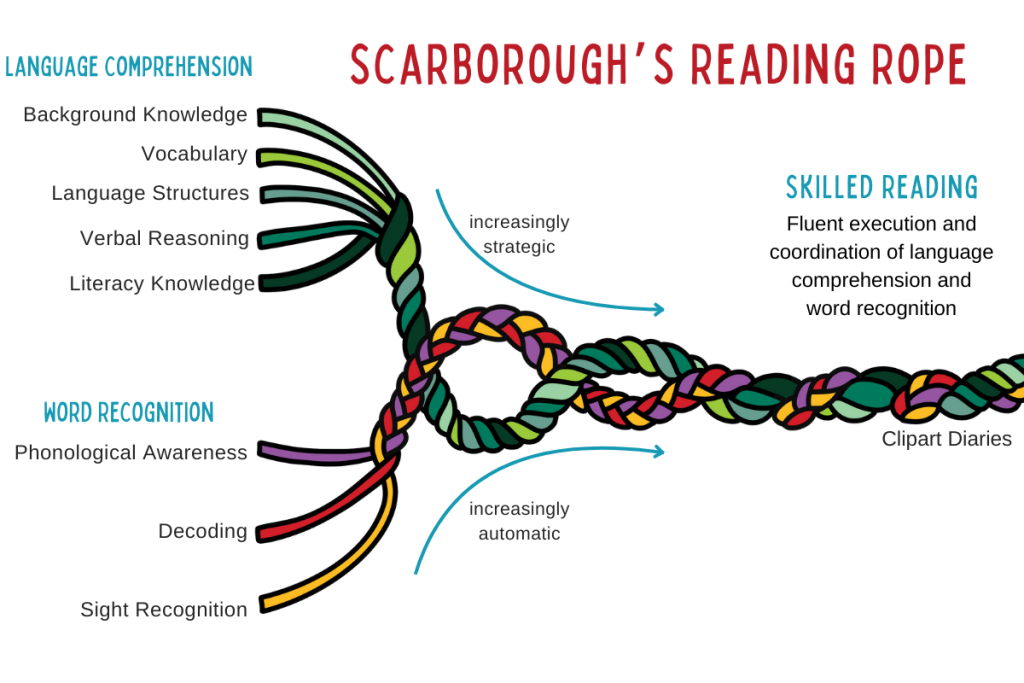 SCARBOROUGH'S READING ROPE
LANGUAGE COMPREHENSION
Background Knowledge
Vocabulary
Language Structures
Verbal Reasoning
Literacy Knowledge
increasingly
strategic
SKILLED READING
Fluent execution and
coordination of language
comprehension and
word recognition
WORD RECOGNITION
Phonological Awareness
Decoding
Sight Recognition
increasingly
automatic
Clipart Diaries